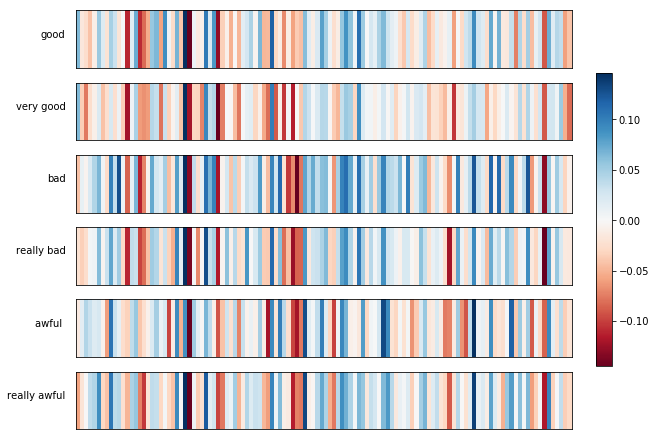 good
very good
bad
really bad
awful
really awful
0.10
0.05
0.00
−0.05
−0.10